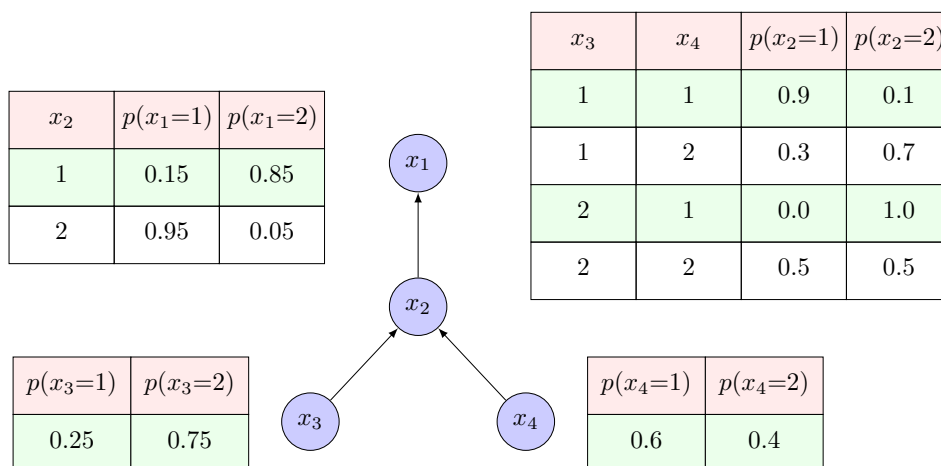 x₃ x₄ p(x₂=1) p(x₂=2)
1 1 0.9 0.1
1 2 0.3 0.7
2 1 0.0 1.0
2 2 0.5 0.5
x₂ p(x₁=1) p(x₁=2)
1 0.15 0.85
2 0.95 0.05
x₁
x₂
p(x₃=1) p(x₃=2)
0.25 0.75
x₃
x₄
p(x₄=1) p(x₄=2)
0.6 0.4